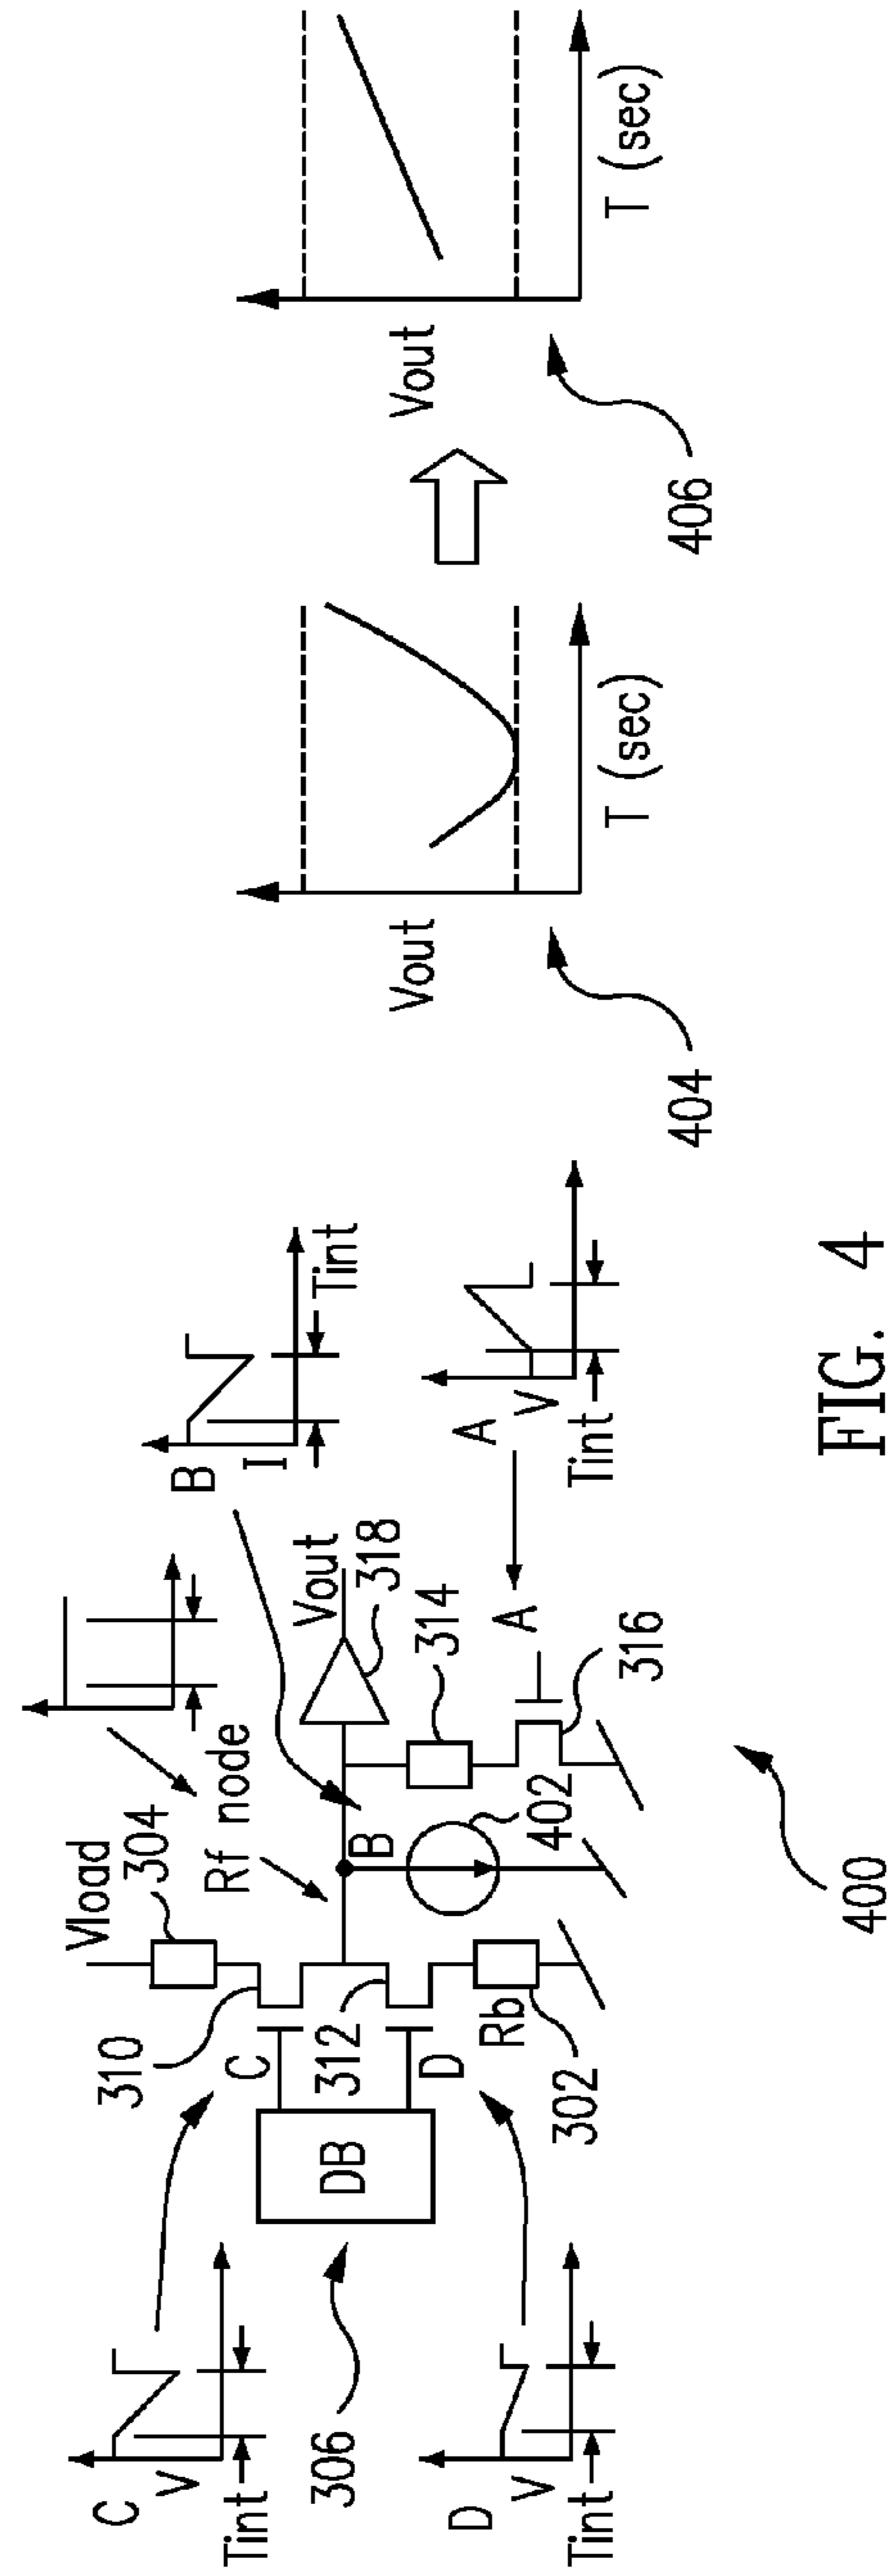 C
V
Tint
306
D
V
Tint
DB
C
D
310
312
Vload
304
Rb
302
Rf node
B
402
314
A
316
Vout
318
400
B
I
Tint
A
V
Tint
Vout
T (sec)
404
Vout
T (sec)
406
FIG. 4